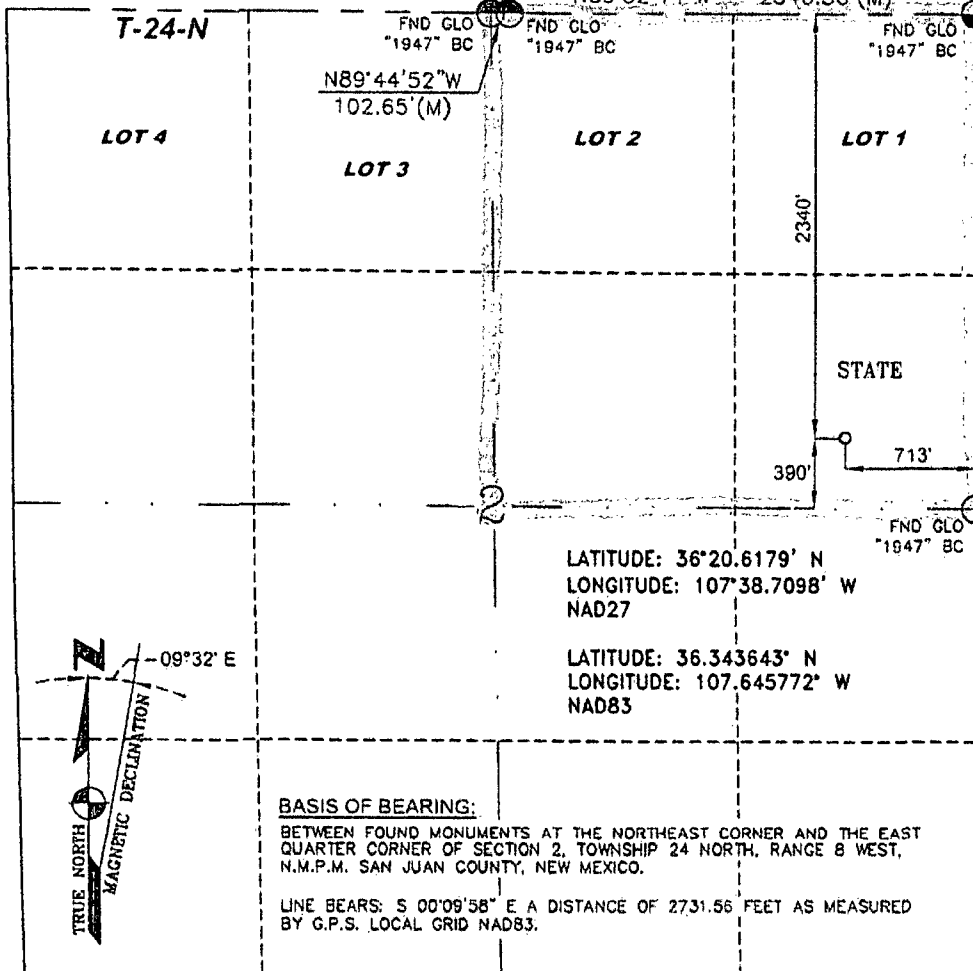 T-24-N
FND GLO
"1947" BC
FND GLO
"1947" BC
(M)
FND GLO
"1947" BC
N89°44'52"W
102.65'(M)
LOT 4
LOT 3
LOT 2
LOT 1
2340'
STATE
390'
713'
2
FND GLO
"1947" BC
LATITUDE: 36°20.6179' N
LONGITUDE: 107°38.7098' W
NAD27
LATITUDE: 36.343643° N
LONGITUDE: 107.645772° W
NAD83
N
09°32' E
TRUE NORTH
MAGNETIC DECLINATION
BASIS OF BEARING:
BETWEEN FOUND MONUMENTS AT THE NORTHEAST CORNER AND THE EAST
QUARTER CORNER OF SECTION 2, TOWNSHIP 24 NORTH, RANGE 8 WEST,
N.M.P.M. SAN JUAN COUNTY, NEW MEXICO.
LINE BEARS: S 00°09'58" E A DISTANCE OF 2731.56 FEET AS MEASURED
BY G.P.S. LOCAL GRID NAD83.